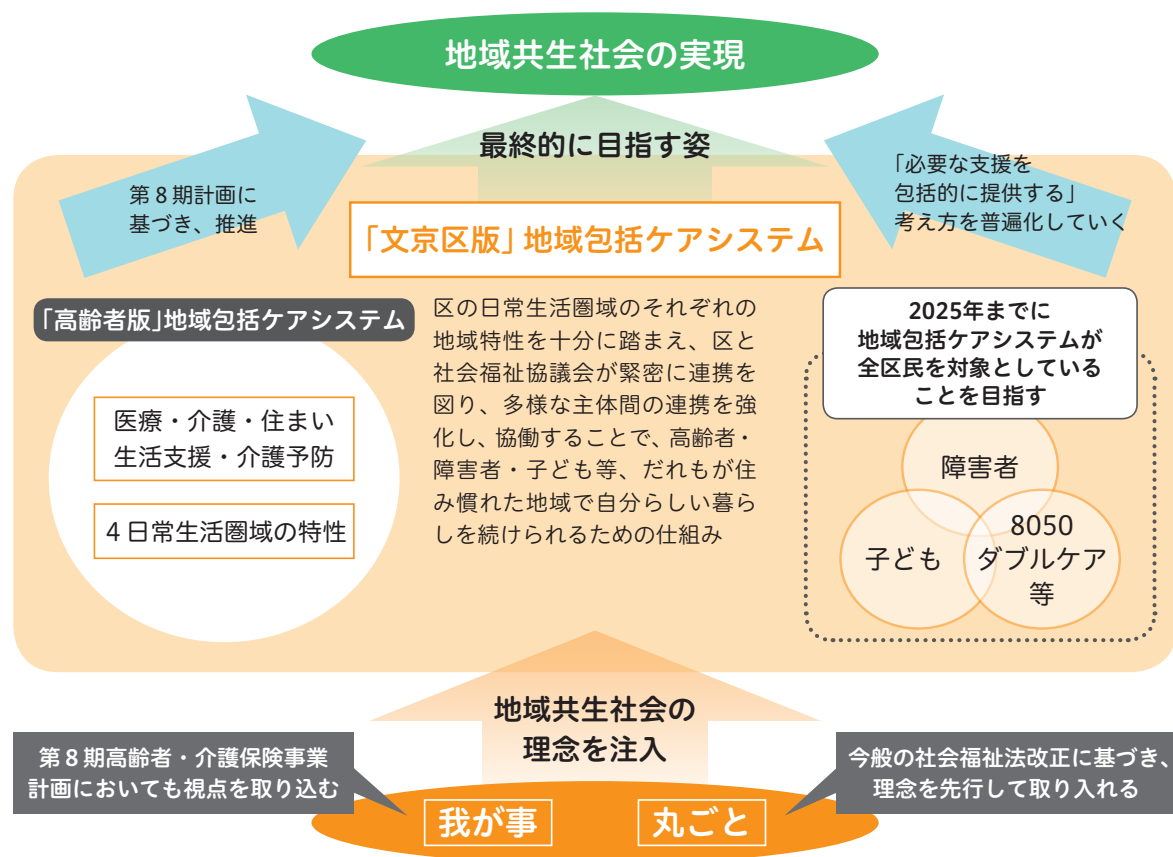 地域共生社会の実現
最終的に目指す姿
第8期計画に
基づき、推進
「必要な支援を
包括的に提供する」
考え方を普遍化していく
「文京区版」地域包括ケアシステム
「高齢者版」地域包括ケアシステム
医療・介護・住まい
生活支援・介護予防
4日常生活圏域の特性
区の日常生活圏域のそれぞれの
地域特性を十分に踏まえ、区と
社会福祉協議会が緊密に連携を
図り、多様な主体間の連携を強
化し、協働することで、高齢者・
障害者・子ども等、だれもが住
み慣れた地域で自分らしい暮ら
しを続けられるための仕組み
2025年までに
地域包括ケアシステムが
全区民を対象としている
ことを目指す
障害者
子ども
8050
ダブルケア
等
地域共生社会の
理念を注入
第8期高齢者・介護保険事業
計画においても視点を取り込む
今般の社会福祉法改正に基づき、
理念を先行して取り入れる
我が事
丸ごと